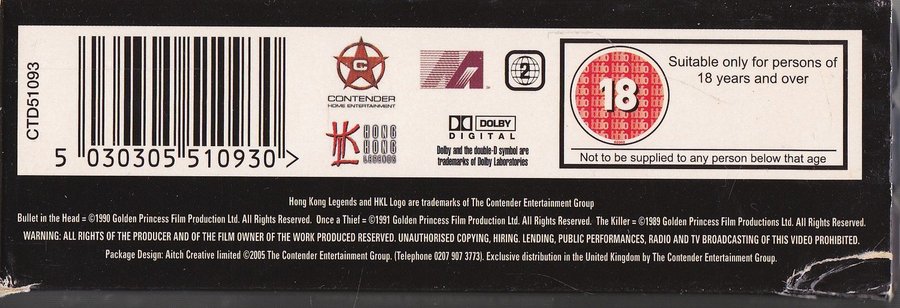 CTD51093
5 030305 510930 >
C
CONTENDER
HOME ENTERTAINMENT
2
HK HONG
KONG
LEGENDS
DOLBY
DIGITAL
Dolby and the double-D symbol are
trademarks of Dolby Laboratories
18
Suitable only for persons of
18 years and over
Not to be supplied to any person below that age
Hong Kong Legends and HKL Logo are trademarks of The Contender Entertainment Group
Bullet in the Head = ©1990 Golden Princess Film Production Ltd. All Rights Reserved. Once a Thief = ©1991 Golden Princess Film Production Ltd. All Rights Reserved. The Killer = ©1989 Golden Princess Film Productions Ltd. All Rights Reserved.
WARNING: ALL RIGHTS OF THE PRODUCER AND OF THE FILM OWNER OF THE WORK PRODUCED RESERVED. UNAUTHORISED COPYING, HIRING. LENDING, PUBLIC PERFORMANCES, RADIO AND TV BROADCASTING OF THIS VIDEO PROHIBITED.
Package Design: Aitch Creative limited ©2005 The Contender Entertainment Group. (Telephone 0207 907 3773). Exclusive distribution in the United Kingdom by The Contender Entertainment Group.